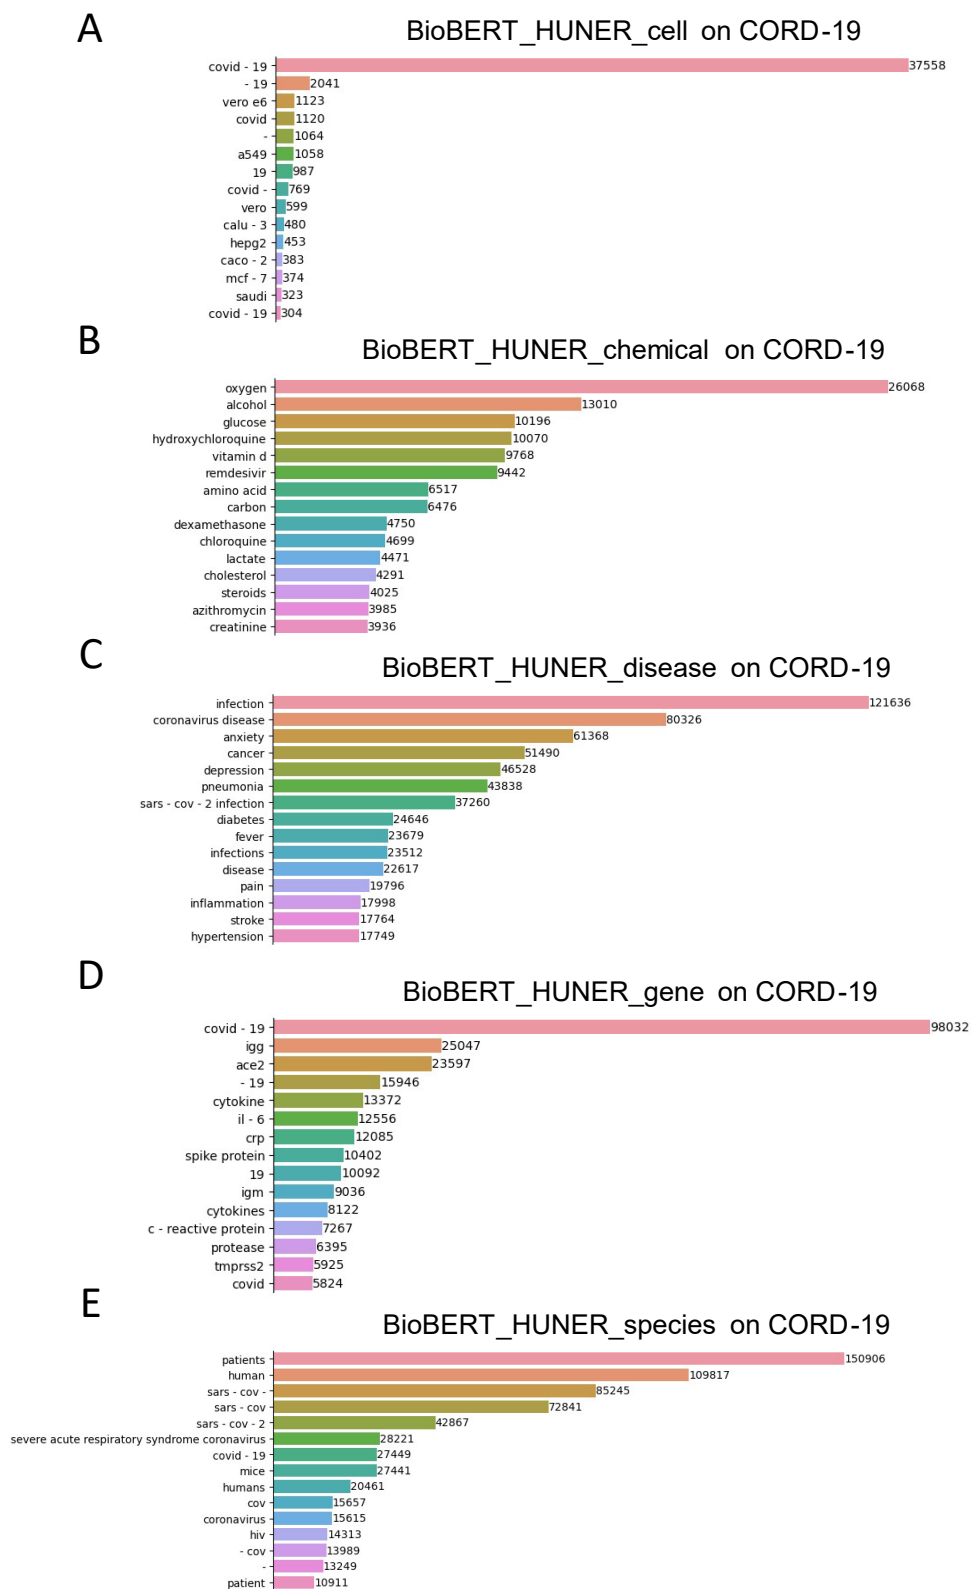 A
BioBERT_HUNER_cell on CORD-19
covid - 19 37558
- 19 2041
vero e6 1123
covid 1120
- 1064
a549 1058
19 987
covid - 769
vero 599
calu - 3 480
hepg2 453
caco - 2 383
mcf - 7 374
saudi 323
covid - 19 304
B
BioBERT_HUNER_chemical on CORD-19
oxygen 26068
alcohol 13010
glucose 10196
hydroxychloroquine 10070
vitamin d 9768
remdesivir 9442
amino acid 6517
carbon 6476
dexamethasone 4750
chloroquine 4699
lactate 4471
cholesterol 4291
steroids 4025
azithromycin 3985
creatinine 3936
C
BioBERT_HUNER_disease on CORD-19
infection 121636
coronavirus disease 80326
anxiety 61368
cancer 51490
depression 46528
pneumonia 43838
sars - cov - 2 infection 37260
diabetes 24646
fever 23679
infections 23512
disease 22617
pain 19796
inflammation 17998
stroke 17764
hypertension 17749
D
BioBERT_HUNER_gene on CORD-19
covid - 19 98032
igg 25047
ace2 23597
- 19 15946
cytokine 13372
il - 6 12556
crp 12085
spike protein 10402
19 10092
igm 9036
cytokines 8122
c - reactive protein 7267
protease 6395
tmprss2 5925
covid 5824
E
BioBERT_HUNER_species on CORD-19
patients 150906
human 109817
sars - cov - 85245
sars - cov 72841
sars - cov - 2 42867
severe acute respiratory syndrome coronavirus 28221
covid - 19 27449
mice 27441
humans 20461
cov 15657
coronavirus 15615
hiv 14313
- cov 13989
- 13249
patient 10911